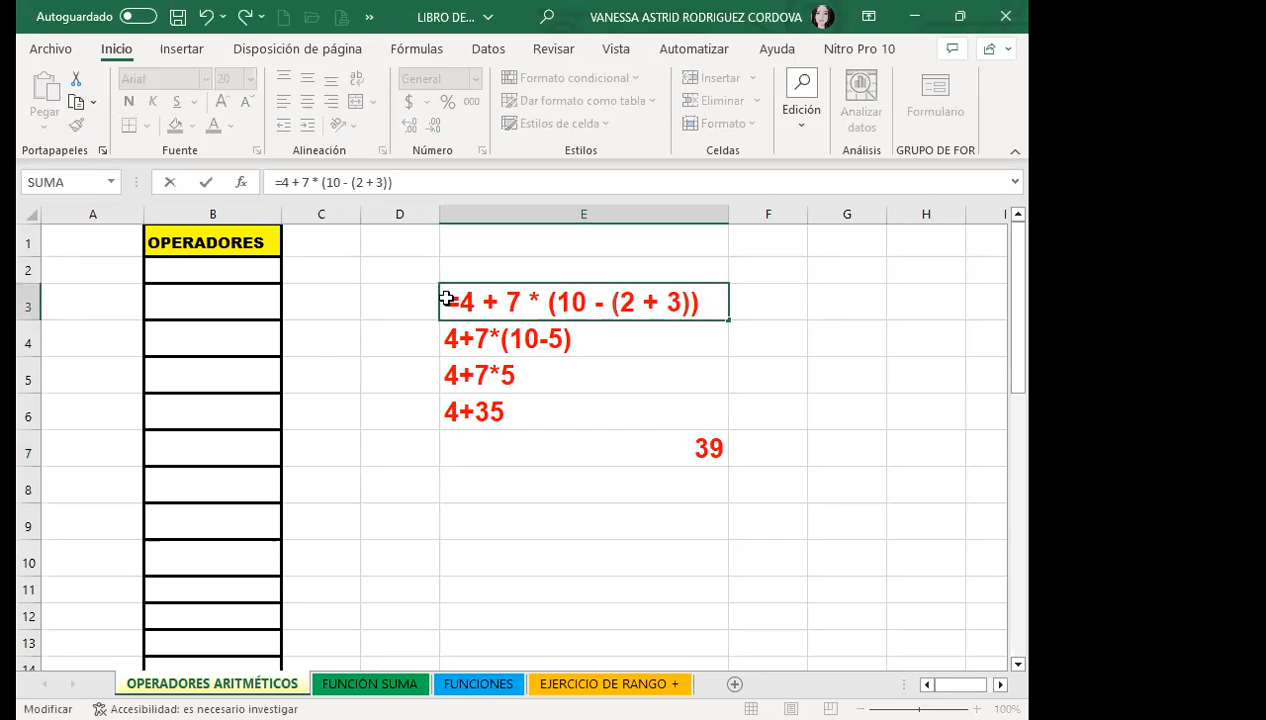 Autoguardado
LIBRO DE...
VANESSA ASTRID RODRIGUEZ CORDOVA
Archivo Inicio Insertar Disposición de página Fórmulas Datos Revisar Vista Automatizar Ayuda Nitro Pro 10
Pegar
Portapapeles
Arial 20
N K S A A
A
Fuente
ab
Alineación
General
$ % 000
Número
Formato condicional
Dar formato como tabla
Estilos de celda
Estilos
Insertar
Eliminar
Formato
Celdas
Edición
Analizar datos
Análisis
Formulario
GRUPO DE FOR
SUMA fx =4 + 7 * (10 - (2 + 3))
A B C D E F G H I
1 OPERADORES
2
3 =4 + 7 * (10 - (2 + 3))
4 4+7*(10-5)
5 4+7*5
6 4+35
7 39
8
9
10
11
12
13
14
OPERADORES ARITMÉTICOS FUNCIÓN SUMA FUNCIONES EJERCICIO DE RANGO +
Modificar Accesibilidad: es necesario investigar 100%